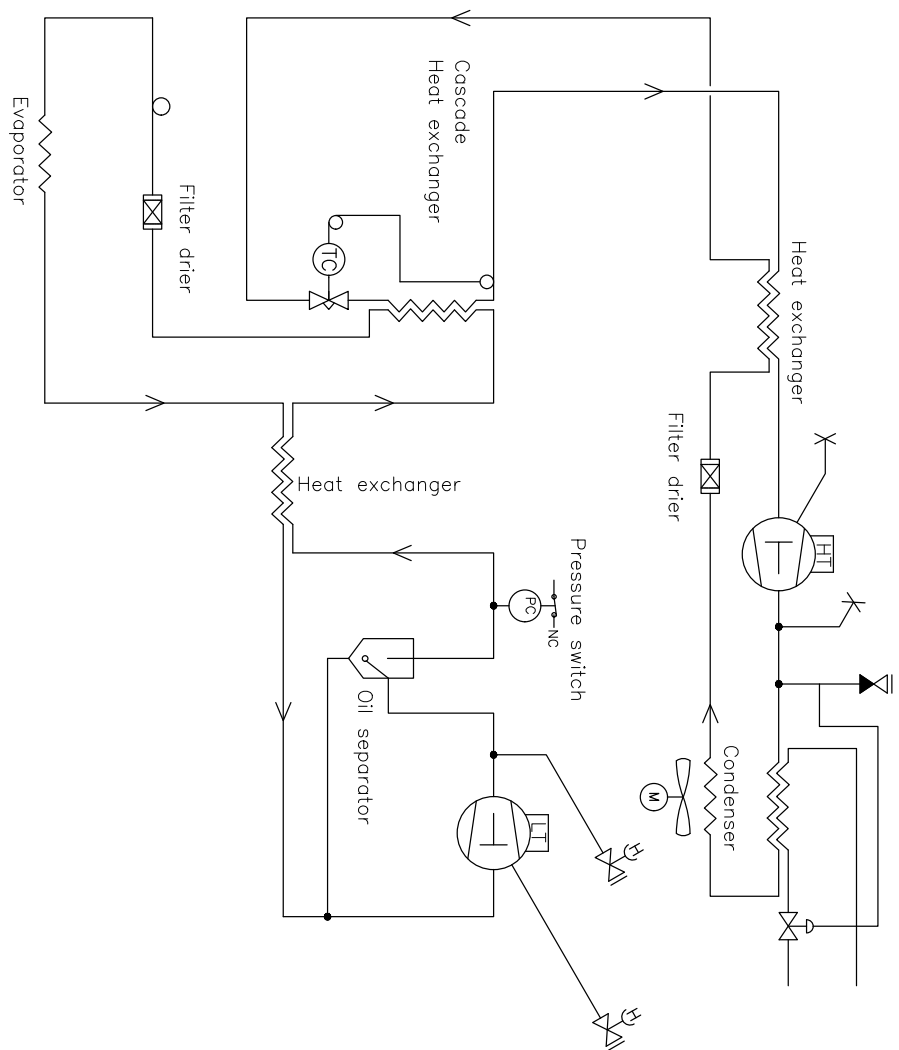 Cascade
Heat exchanger
Evaporator
Filter drier
TC
Heat exchanger
Filter drier
HT
Heat exchanger
Pressure switch
PC
NC
Oil separator
LT
Condenser
M